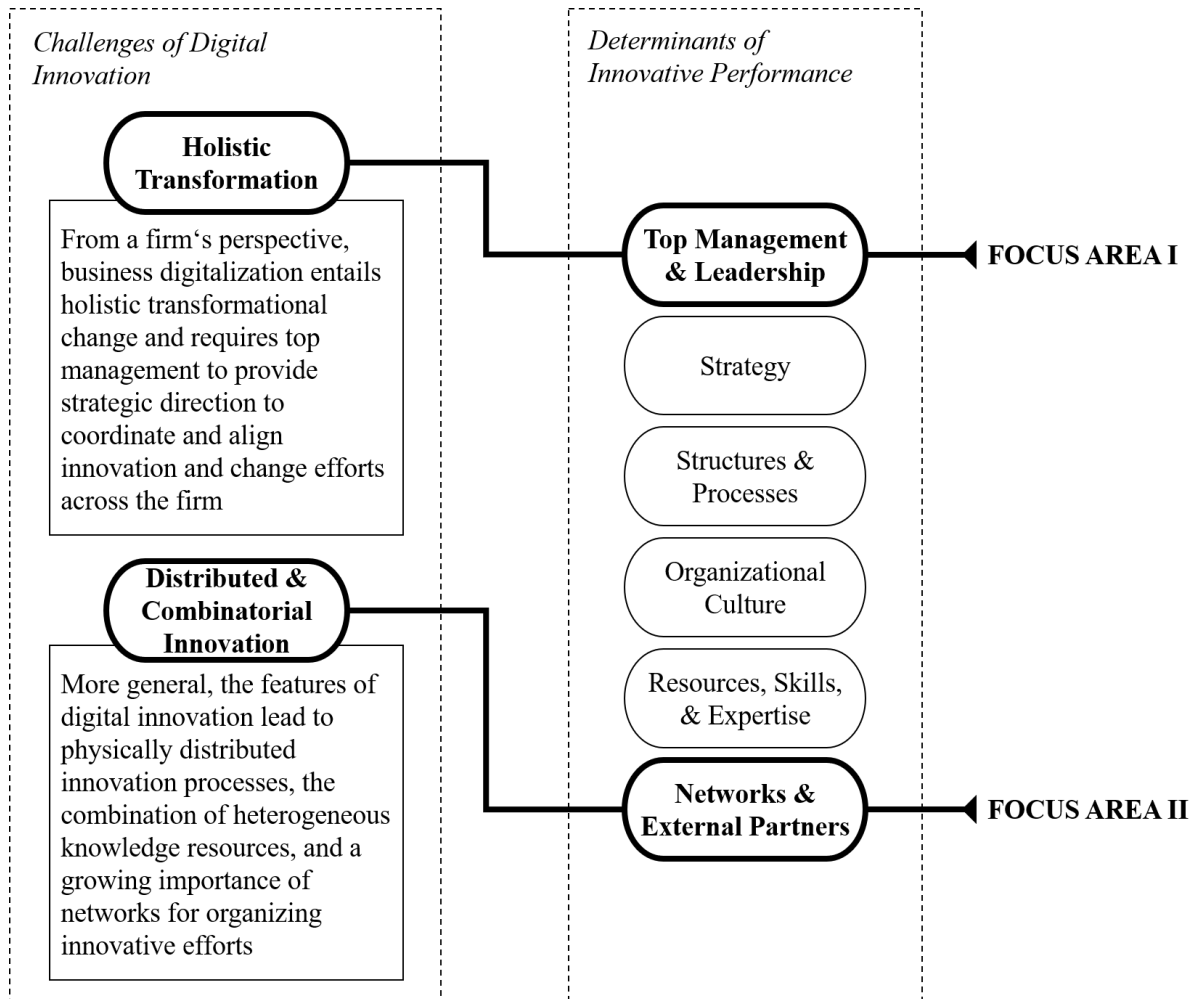 Challenges of Digital
Innovation
Holistic
Transformation
From a firm‘s perspective,
business digitalization entails
holistic transformational
change and requires top
management to provide
strategic direction to
coordinate and align
innovation and change efforts
across the firm
Distributed &
Combinatorial
Innovation
More general, the features of
digital innovation lead to
physically distributed
innovation processes, the
combination of heterogeneous
knowledge resources, and a
growing importance of
networks for organizing
innovative efforts
Determinants of
Innovative Performance
Top Management
& Leadership
Strategy
Structures &
Processes
Organizational
Culture
Resources, Skills,
& Expertise
Networks &
External Partners
FOCUS AREA I
FOCUS AREA II